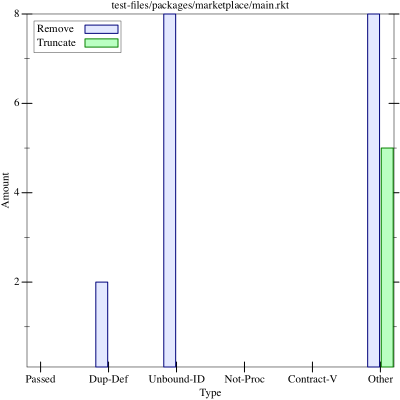 test-files/packages/marketplace/main.rkt
Remove
Truncate
8
6
4
2
Amount
Passed Dup-Def Unbound-ID Not-Proc Contract-V Other
Type